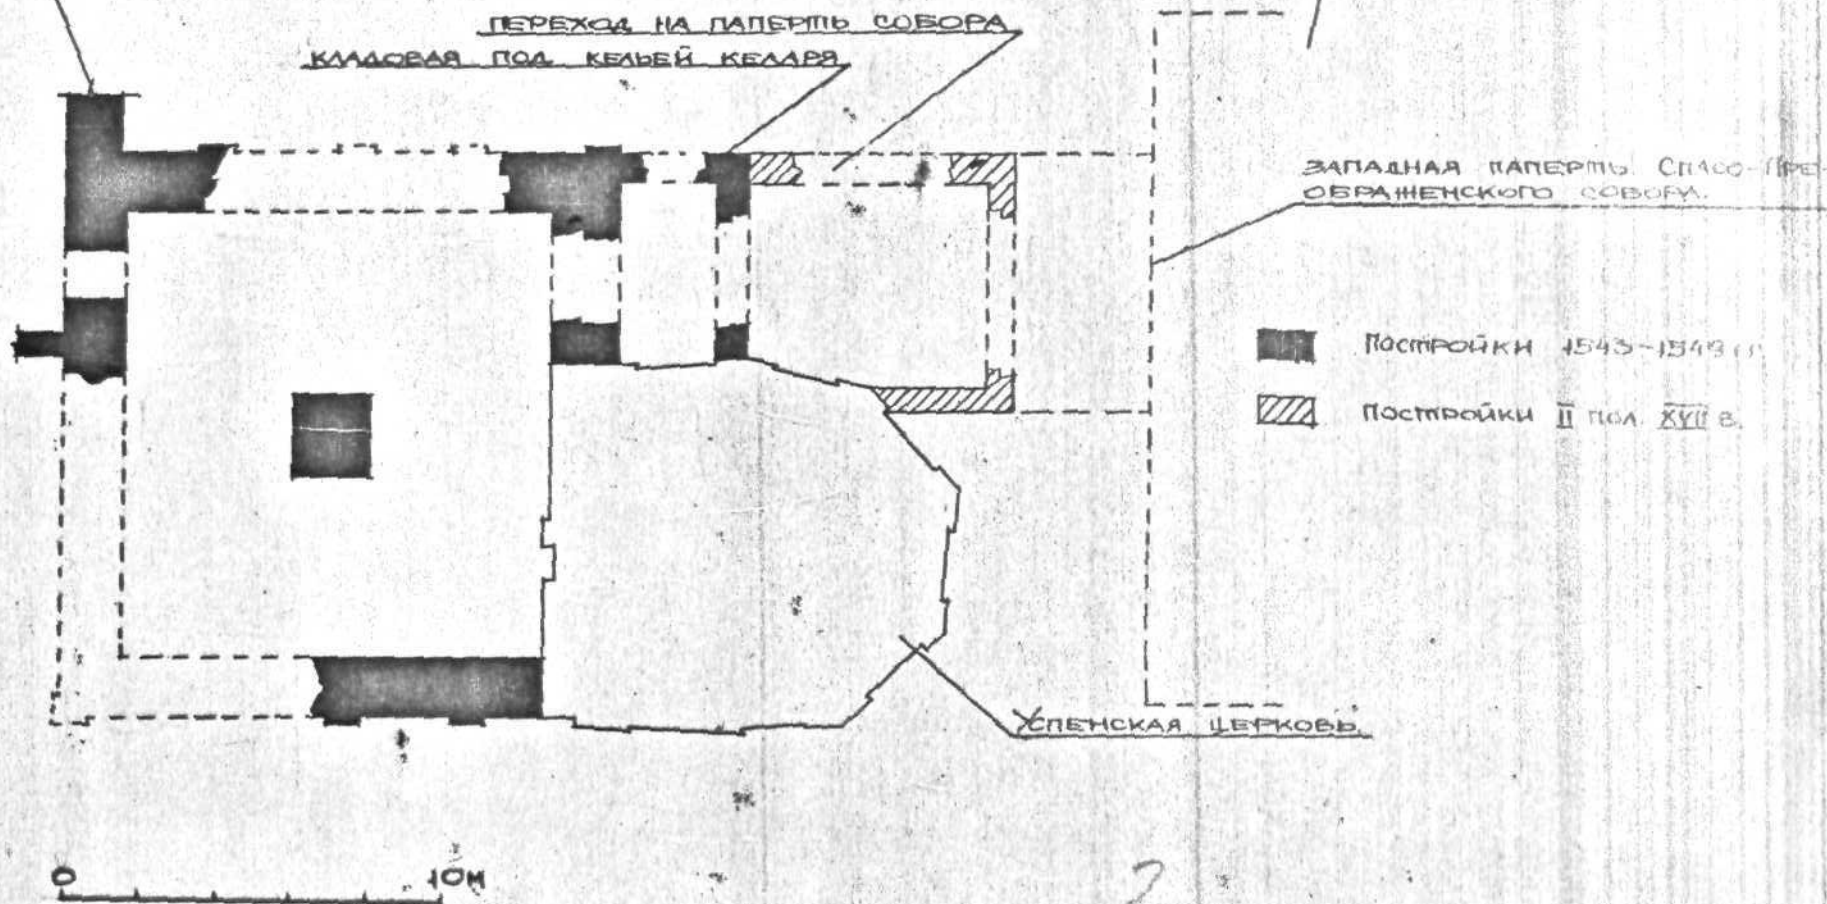 ПЕРЕХОД НА ПАПЕРТЬ СОБОРА
КЛАДОВАЯ ПОД КЕЛЬЕЙ КЕЛАРЯ
ЗАПАДНАЯ ПАПЕРТЬ СПАСО-ПРЕ-
ОБРАЖЕНСКОГО СОБОРА.
ПОСТРОЙКИ 1543-1549 гг
ПОСТРОЙКИ II ПОЛ. XVII В.
УСПЕНСКАЯ ЦЕРКОВЬ
0 10М
2